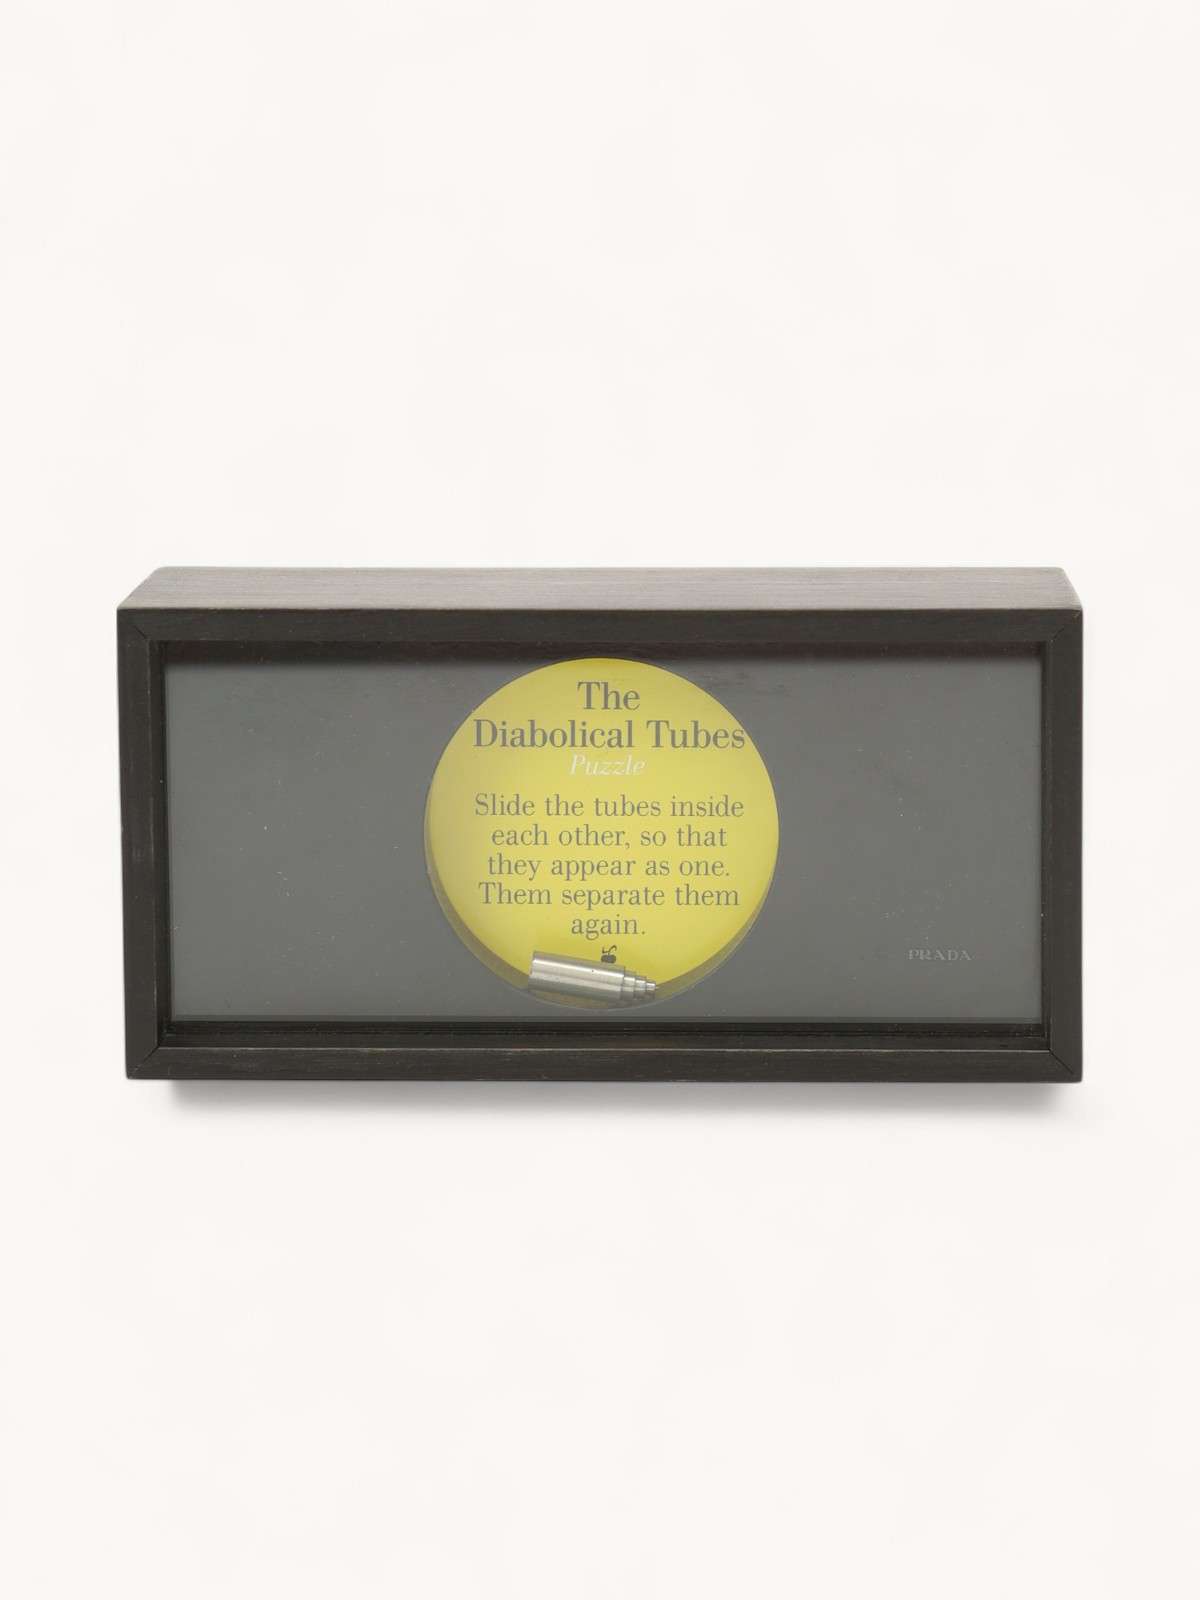 The
Diabolical Tubes
Puzzle
Slide the tubes inside
each other, so that
they appear as one.
Them separate them
again.
PRADA